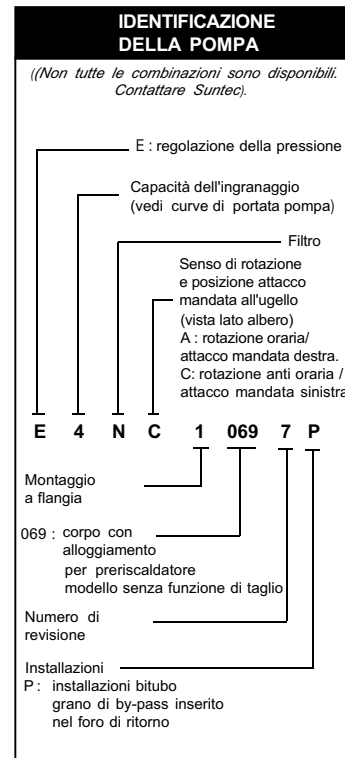 IDENTIFICAZIONE
DELLA POMPA
((Non tutte le combinazioni sono disponibili.
Contattare Suntec).
E : regolazione della pressione
Capacità dell'ingranaggio
(vedi curve di portata pompa)
Filtro
Senso di rotazione
e posizione attacco
mandata all'ugello
(vista lato albero)
A : rotazione oraria/
attacco mandata destra.
C: rotazione anti oraria /
attacco mandata sinistra
E 4 N C 1 069 7 P
Montaggio
a flangia
069 : corpo con
alloggiamento
per preriscaldatore
modello senza funzione di taglio
Numero di
revisione
Installazioni
P : installazioni bitubo
grano di by-pass inserito
nel foro di ritorno